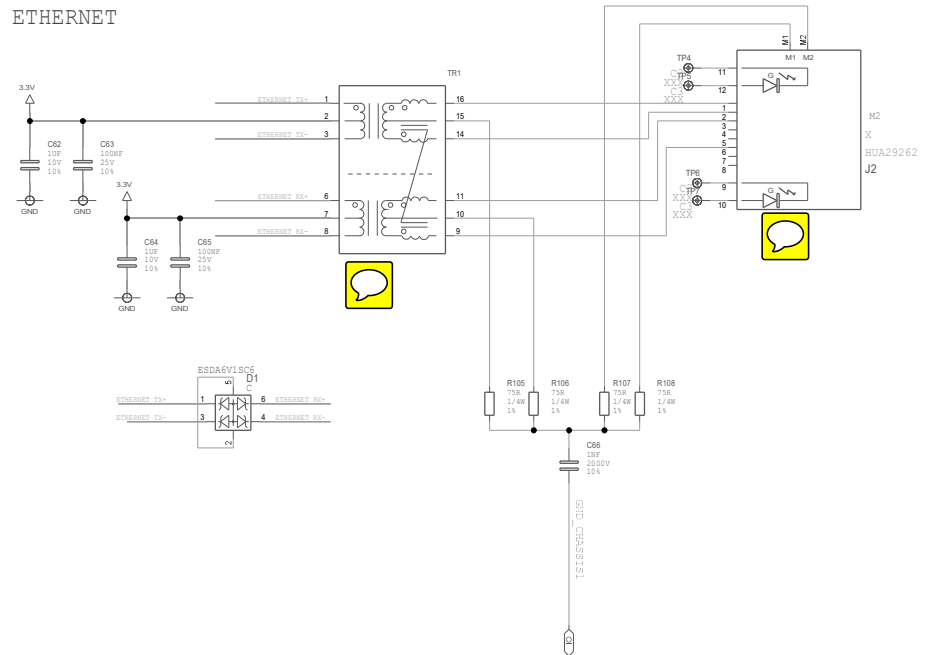 ETHERNET
3.3V
C62
1UF
10V
10%
GND
C63
100NF
25V
10%
GND
3.3V
C64
1UF
10V
10%
GND
C65
100NF
25V
10%
GND
TR1
ETHERNET TX+
1
2
ETHERNET TX-
3
ETHERNET RX+
6
7
ETHERNET RX-
8
16
15
14
11
10
9
M1
M2
M1 M2
TP4
TP5
C3
XXX
XXX
11
12
G
1
2
3
4
5
6
7
8
TP6
TP7
C3
XXX
9
10
G
M2
X
HUA29262
J2
ESDA6V1SC6
D1
C
5
ETHERNET TX+
1
6
ETHERNET RX+
ETHERNET TX-
3
4
ETHERNET RX-
2
R105
75R
1/4W
1%
R106
75R
1/4W
1%
R107
75R
1/4W
1%
R108
75R
1/4W
1%
C66
1NF
2000V
10%
GND_CHASSIS1